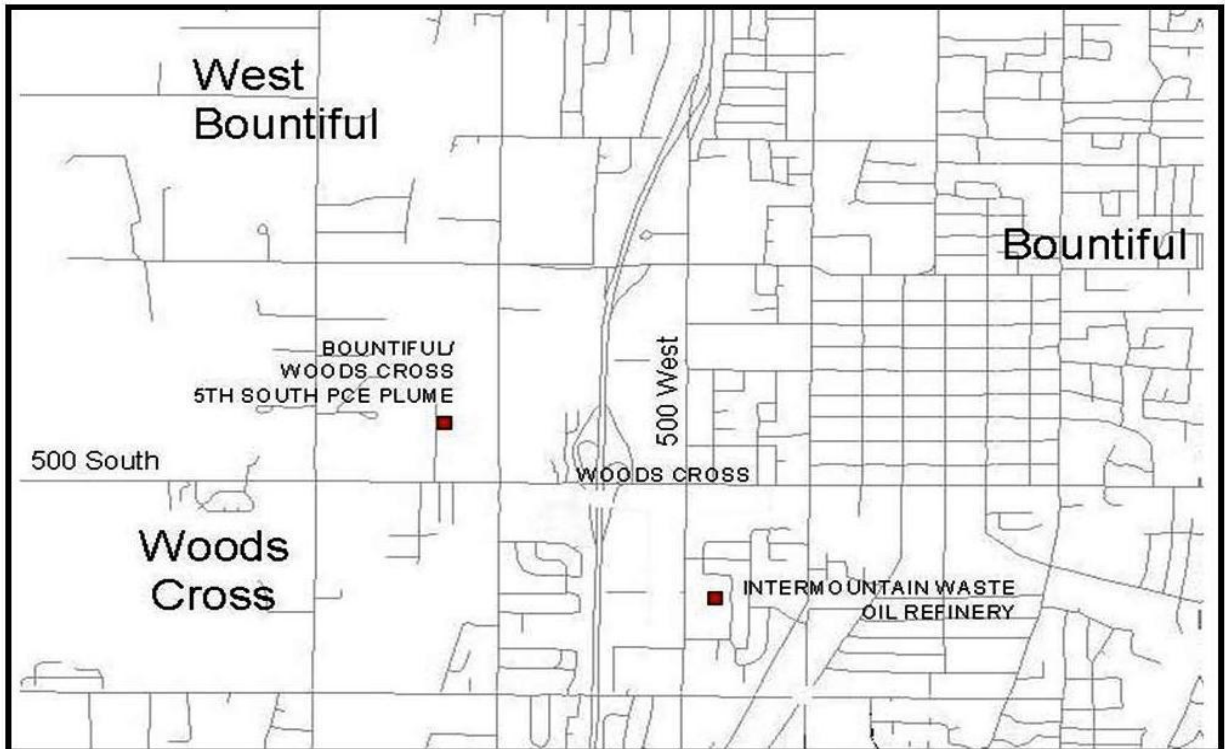 West
Bountiful
Bountiful
BOUNTIFUL/
WOODS CROSS
5TH SOUTH PCE PLUME
500 West
500 South
WOODS CROSS
Woods
Cross
INTERMOUNTAIN WASTE
OIL REFINERY